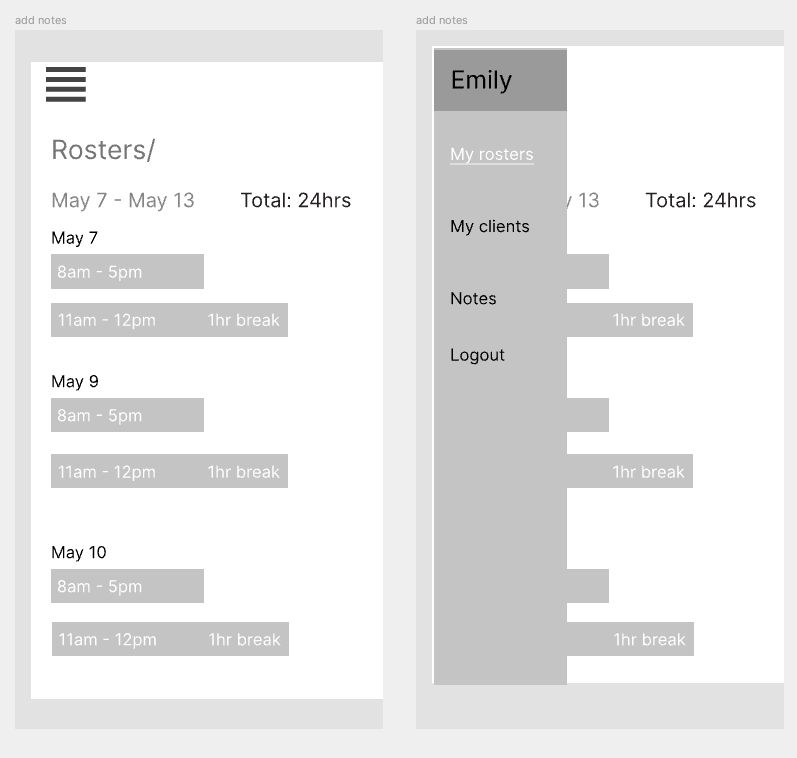 add notes
Rosters/
May 7 - May 13 Total: 24hrs
May 7
8am - 5pm
11am - 12pm 1hr break
May 9
8am - 5pm
11am - 12pm 1hr break
May 10
8am - 5pm
11am - 12pm 1hr break
add notes
Emily
My rosters
y 13 Total: 24hrs
My clients
Notes
1hr break
Logout
1hr break
1hr break